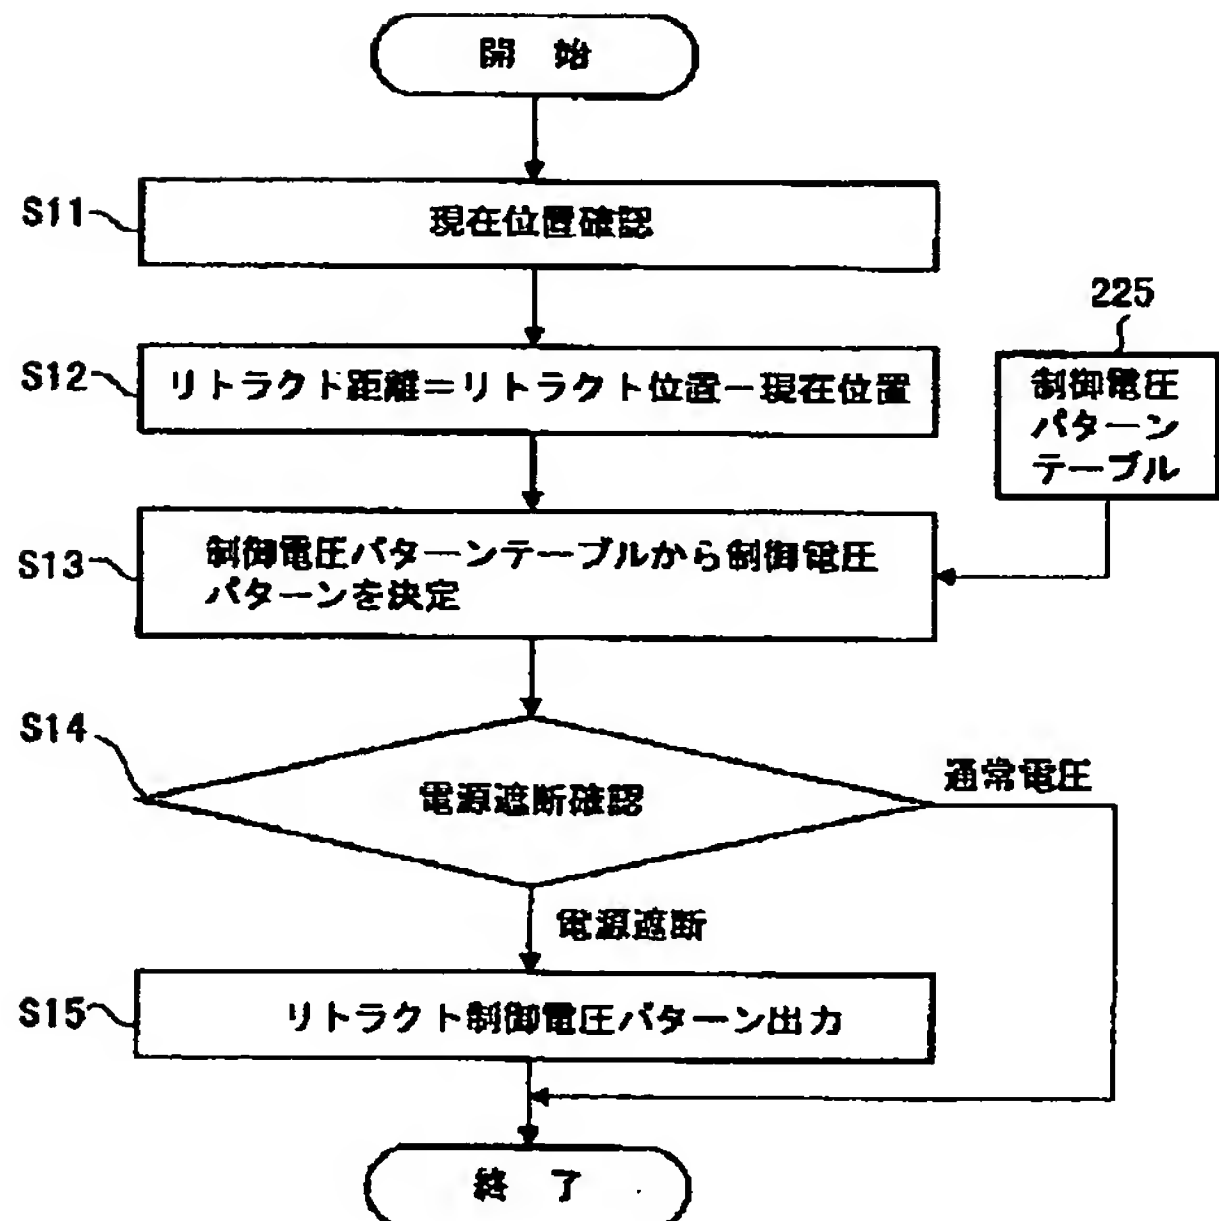 開 始
S11
現在位置確認
225
S12
リトラクト距離=リトラクト位置-現在位置
制御電圧
パターン
テーブル
S13
制御電圧パターンテーブルから制御電圧
パターンを決定
S14
電源遮断確認
通常電圧
電源遮断
S15
リトラクト制御電圧パターン出力
終 了